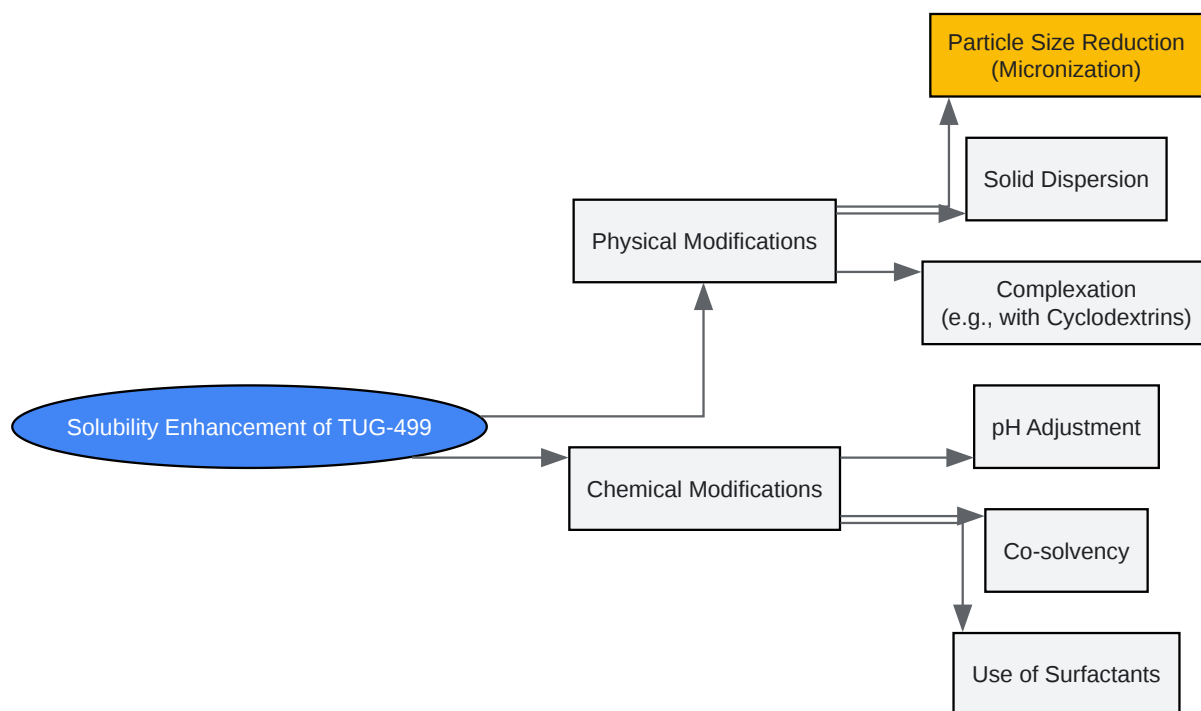 Particle Size Reduction
(Micronization)
Solid Dispersion
Physical Modifications
Complexation
(e.g., with Cyclodextrins)
Solubility Enhancement of TUG-499
pH Adjustment
Chemical Modifications
Co-solvency
Use of Surfactants